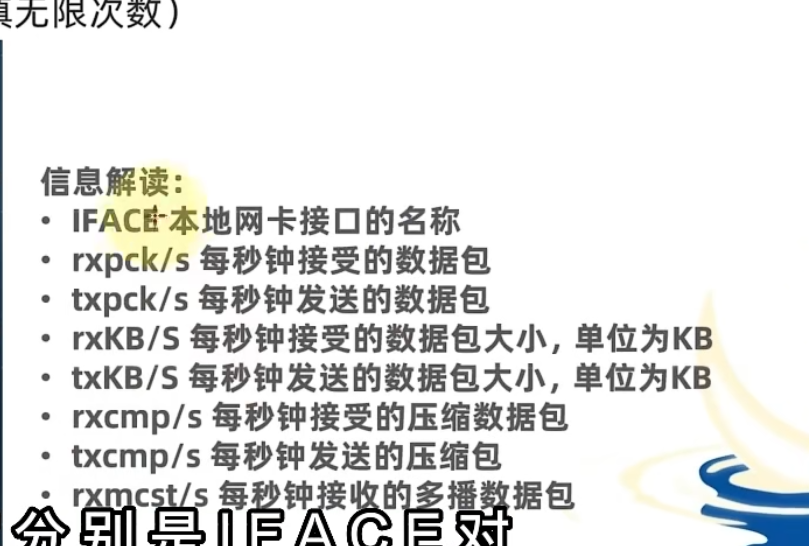 填无限次数）
信息解读:
• IFACE 本地网卡接口的名称
• rxpck/s 每秒钟接受的数据包
• txpck/s 每秒钟发送的数据包
• rxKB/S 每秒钟接受的数据包大小, 单位为KB
• txKB/S 每秒钟发送的数据包大小, 单位为KB
• rxcmp/s 每秒钟接受的压缩数据包
• txcmp/s 每秒钟发送的压缩包
• rxmcst/s 每秒钟接收的多播数据包
分别是IFACE对